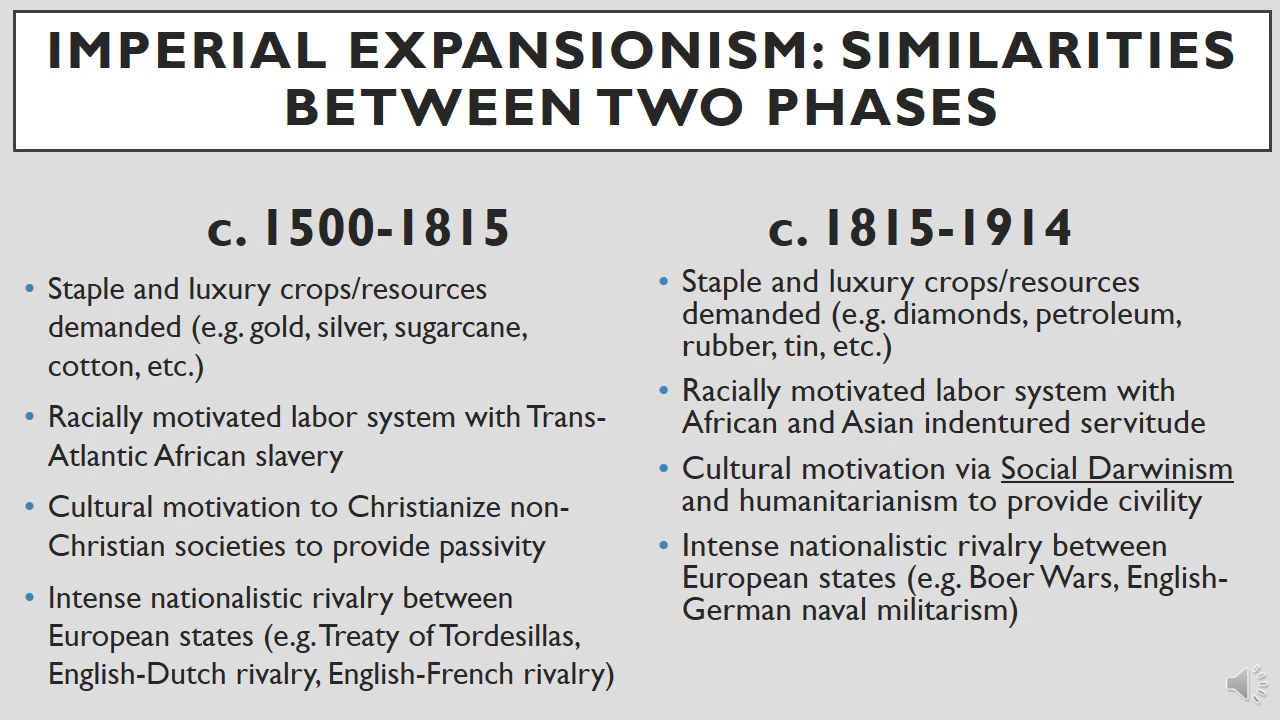 IMPERIAL EXPANSIONISM: SIMILARITIES
BETWEEN TWO PHASES
c. 1500-1815
• Staple and luxury crops/resources
demanded (e.g. gold, silver, sugarcane,
cotton, etc.)
• Racially motivated labor system with Trans-
Atlantic African slavery
• Cultural motivation to Christianize non-
Christian societies to provide passivity
• Intense nationalistic rivalry between
European states (e.g. Treaty of Tordesillas,
English-Dutch rivalry, English-French rivalry)
c. 1815-1914
• Staple and luxury crops/resources
demanded (e.g. diamonds, petroleum,
rubber, tin, etc.)
• Racially motivated labor system with
African and Asian indentured servitude
• Cultural motivation via Social Darwinism
and humanitarianism to provide civility
• Intense nationalistic rivalry between
European states (e.g. Boer Wars, English-
German naval militarism)